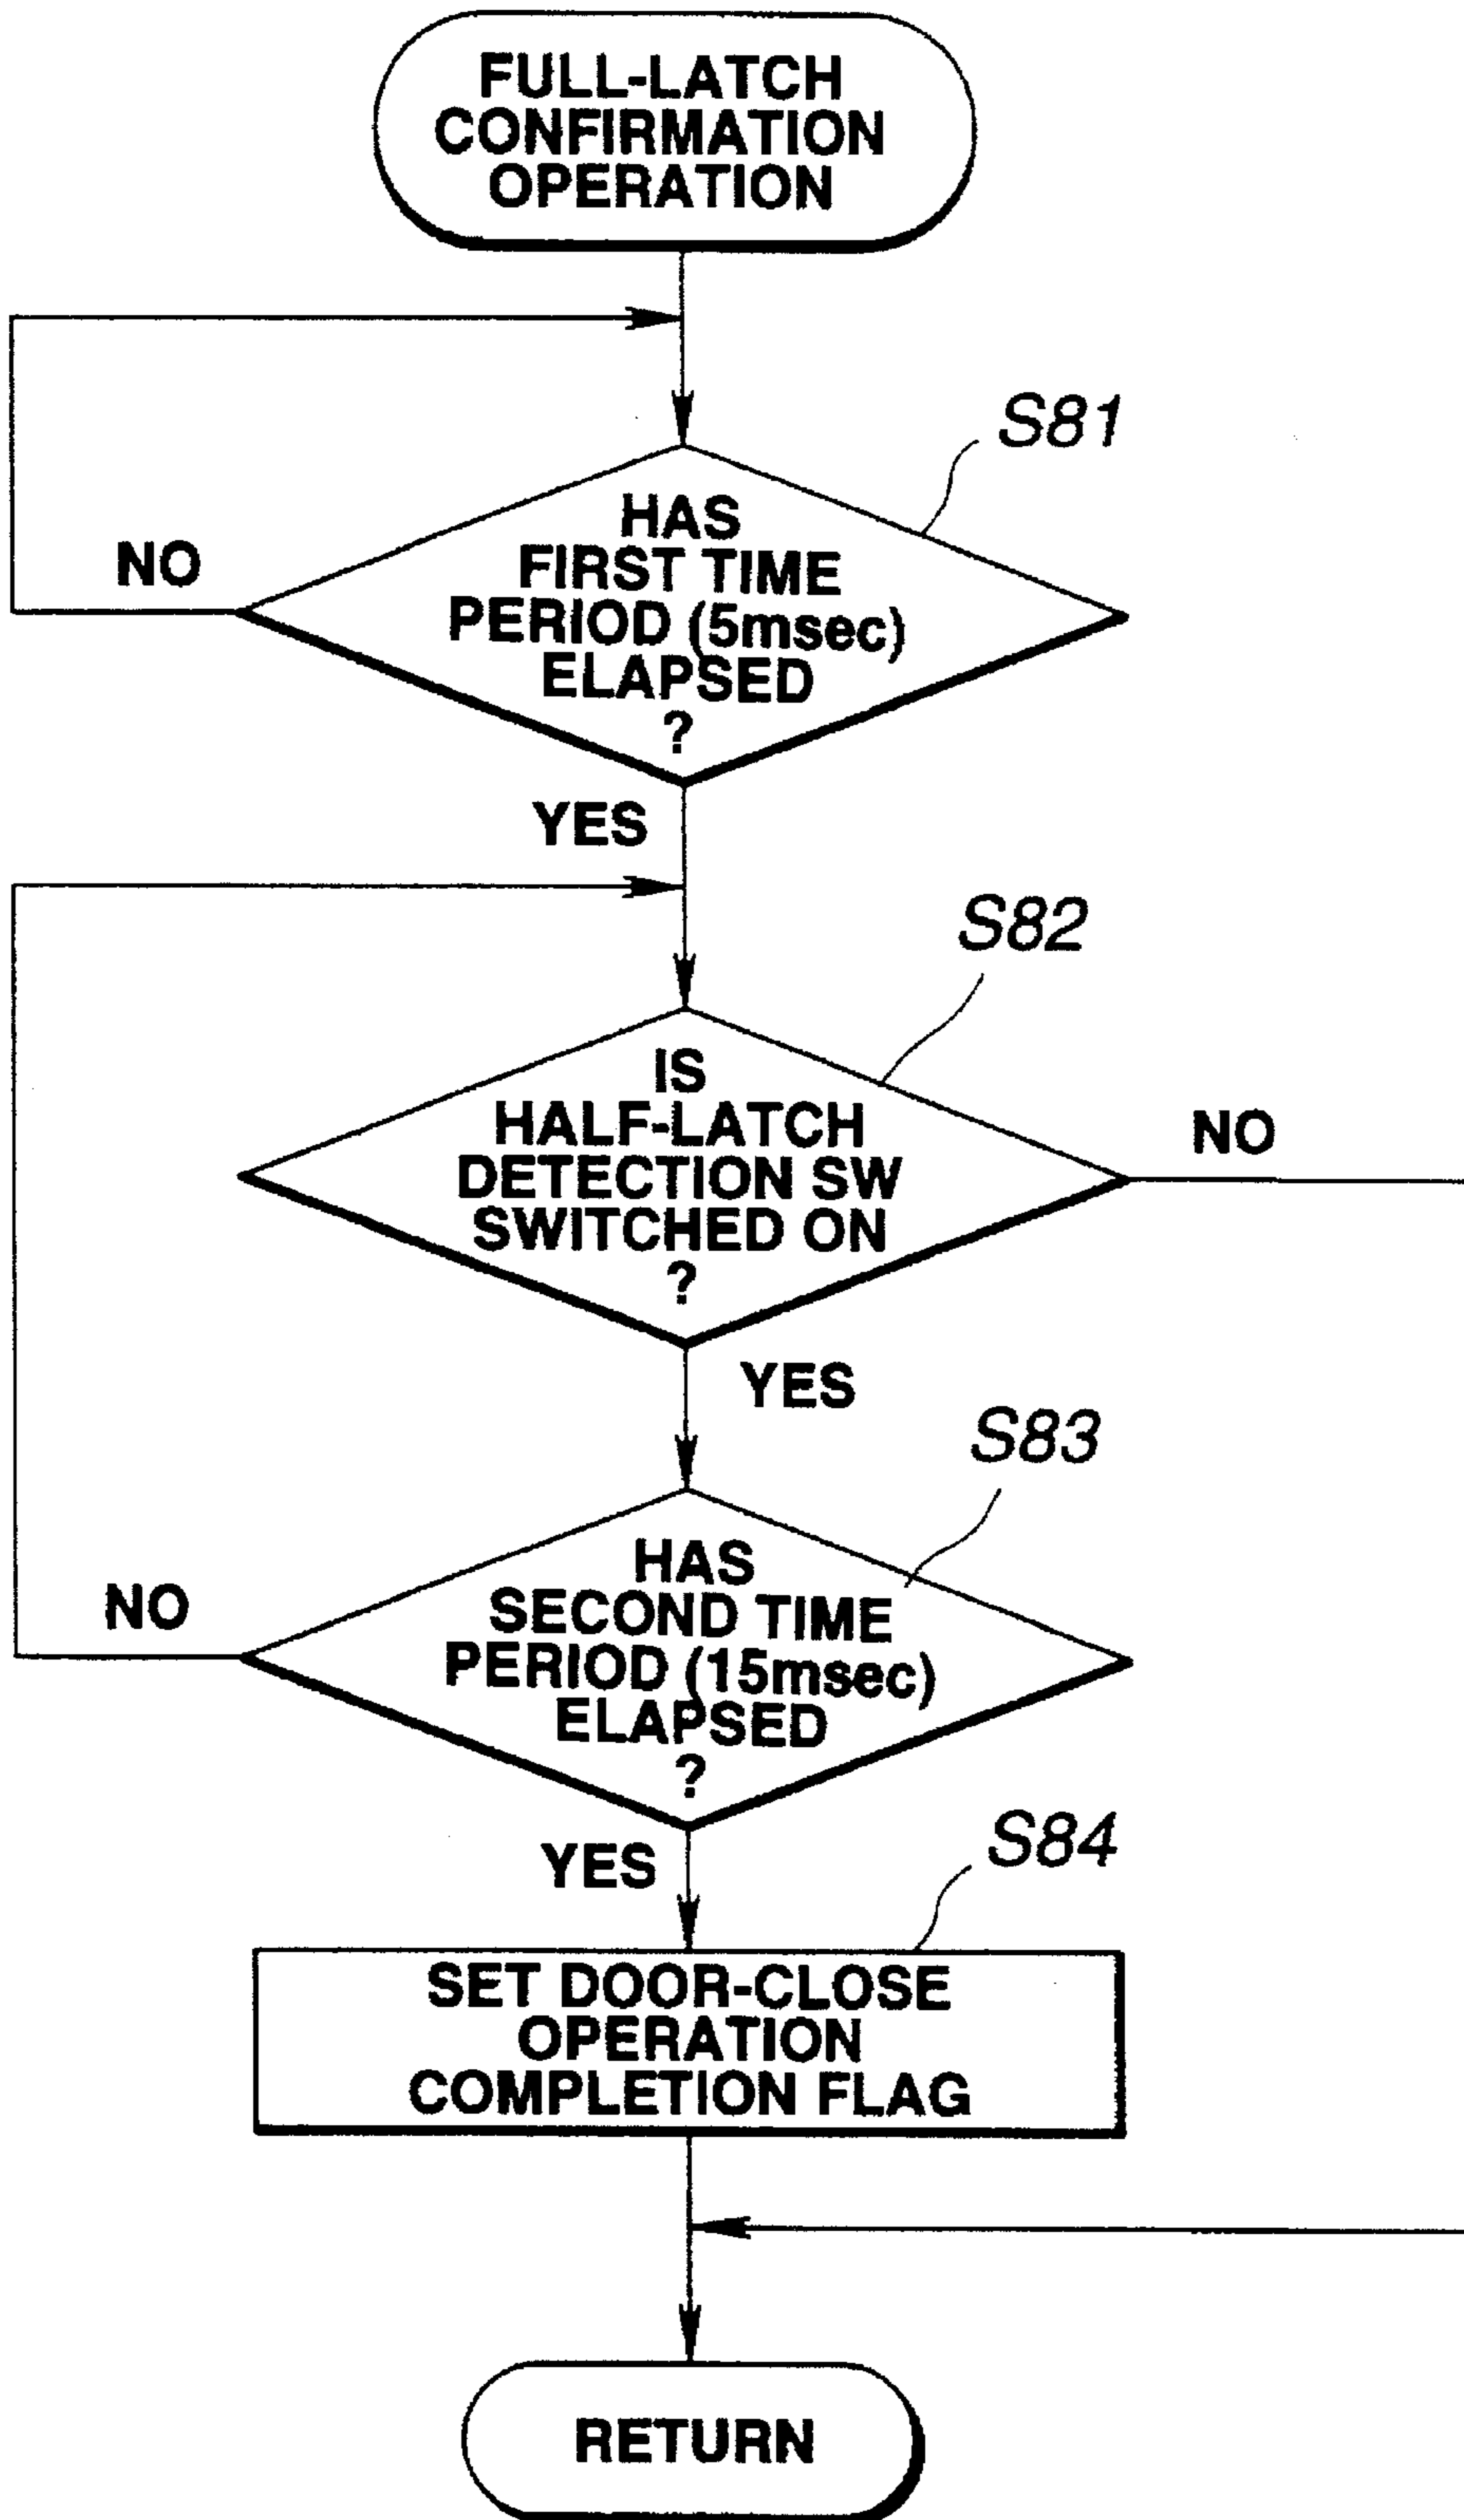 FULL-LATCH
CONFIRMATION
OPERATION
S81
HAS
FIRST TIME
PERIOD (5msec)
ELAPSED
?
NO
YES
S82
IS
HALF-LATCH
DETECTION SW
SWITCHED ON
?
NO
YES
S83
HAS
SECOND TIME
PERIOD (15msec)
ELAPSED
?
NO
YES
S84
SET DOOR-CLOSE
OPERATION
COMPLETION FLAG
RETURN